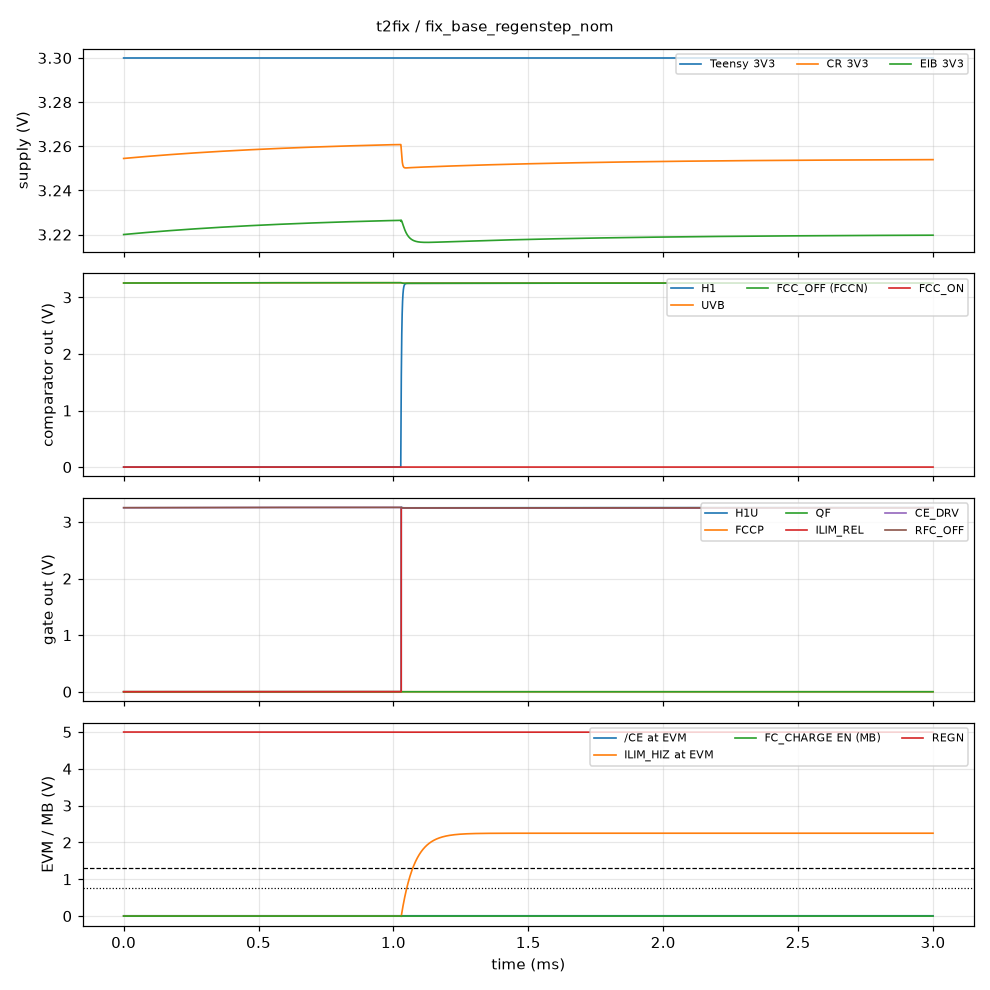 t2fix / fix_base_regenstep_nom
supply (V)
3.30
3.28
3.26
3.24
3.22
Teensy 3V3 CR 3V3 EIB 3V3
comparator out (V)
3
2
1
0
H1 FCC_OFF (FCCN) FCC_ON
UVB
gate out (V)
3
2
1
0
H1U QF CE_DRV
FCCP ILIM_REL RFC_OFF
EVM / MB (V)
5
4
3
2
1
0
/CE at EVM FC_CHARGE EN (MB) REGN
ILIM_HIZ at EVM
0.0 0.5 1.0 1.5 2.0 2.5 3.0
time (ms)